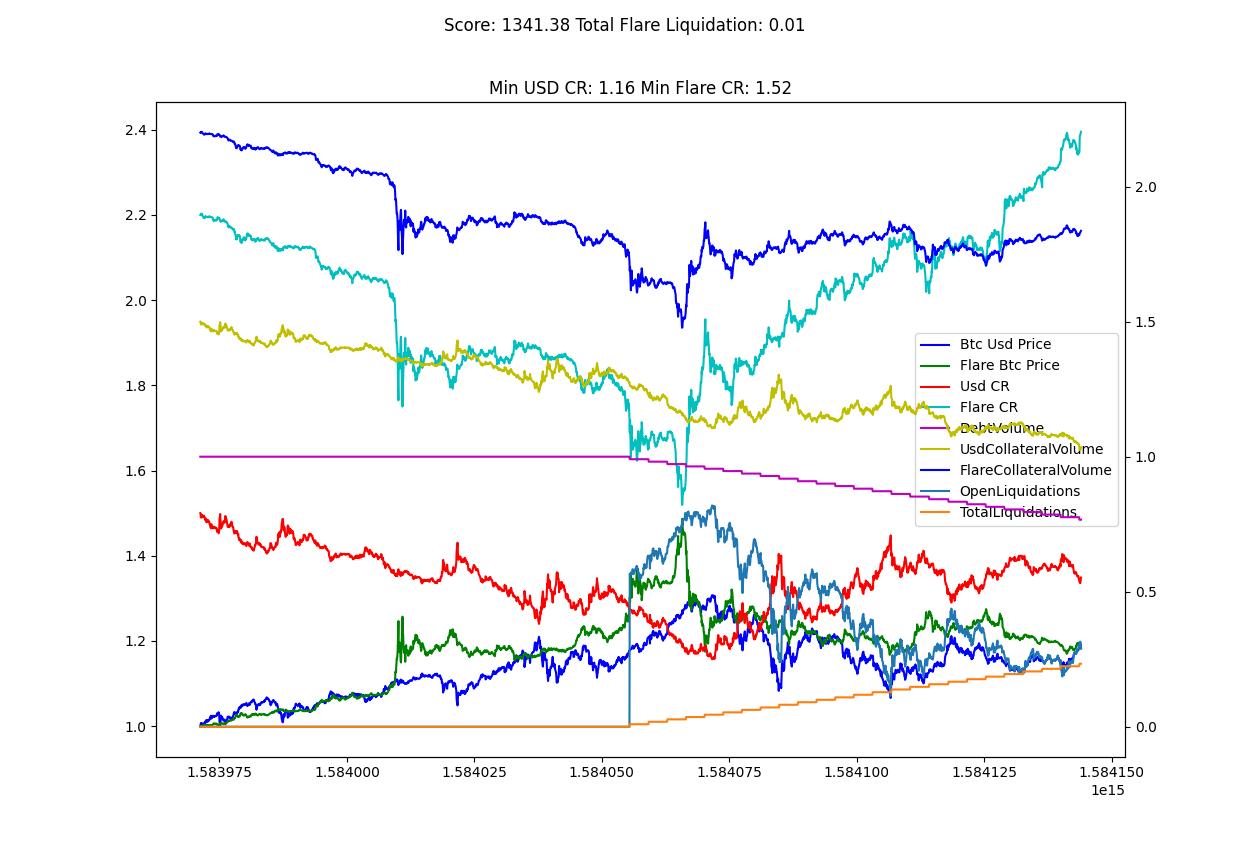 Score: 1341.38 Total Flare Liquidation: 0.01
Min USD CR: 1.16 Min Flare CR: 1.52
2.4
2.2
2.0
1.8
1.6
1.4
1.2
1.0
2.0
1.5
1.0
0.5
0.0
Btc Usd Price
Flare Btc Price
Usd CR
Flare CR
DebtVolume
UsdCollateralVolume
FlareCollateralVolume
OpenLiquidations
TotalLiquidations
1.583975 1.584000 1.584025 1.584050 1.584075 1.584100 1.584125 1.584150
1e15